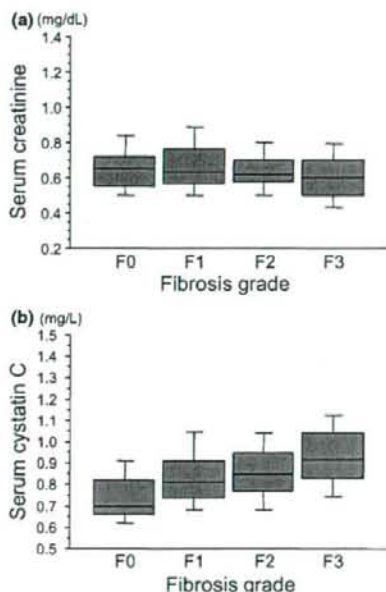 (a) (mg/dL)
Serum creatinine
1.4
1.2
1.0
0.8
0.6
0.4
0.2
F0 F1 F2 F3
Fibrosis grade
(b) (mg/L)
Serum cystatin C
1.5
1.4
1.3
1.2
1.1
1.0
0.9
0.8
0.7
0.6
0.5
F0 F1 F2 F3
Fibrosis grade